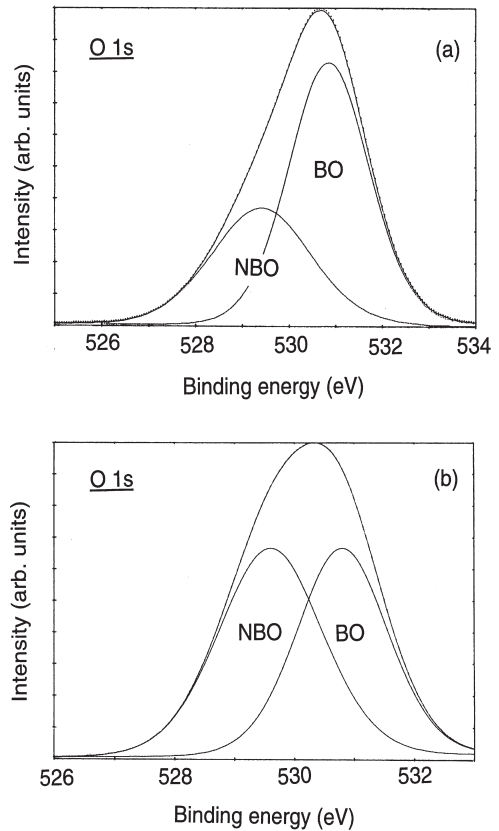 O 1s
(a)
BO
NBO
Intensity (arb. units)
526 528 530 532 534
Binding energy (eV)
O 1s
(b)
NBO BO
Intensity (arb. units)
526 528 530 532
Binding energy (eV)